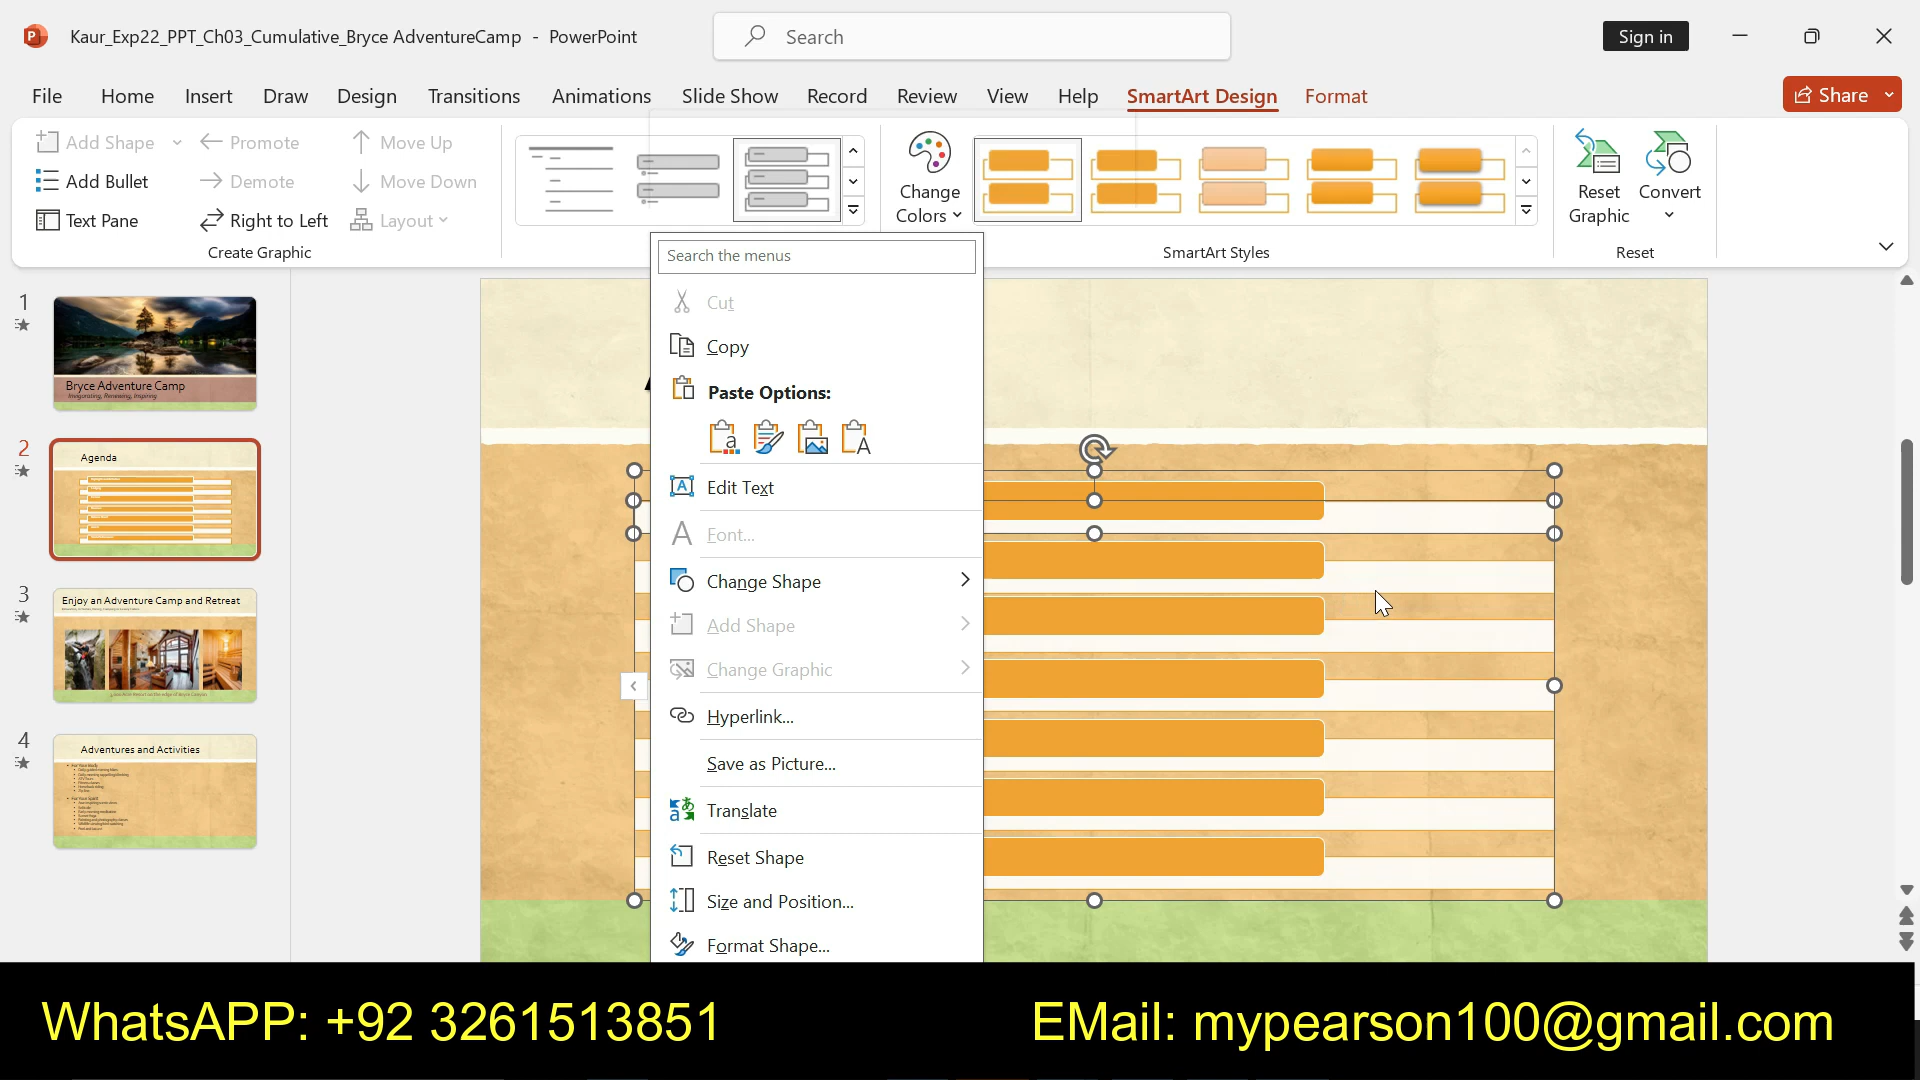 Kaur_Exp22_PPT_Ch03_Cumulative_Bryce AdventureCamp - PowerPoint
Search
Sign in
File Home Insert Draw Design Transitions Animations Slide Show Record Review View Help SmartArt Design Format
Share
Add Shape Promote Move Up
Add Bullet Demote Move Down
Text Pane Right to Left Layout
Create Graphic
Change Colors
SmartArt Styles
Reset Graphic
Convert
Reset
Search the menus
Cut
Copy
Paste Options:
Edit Text
Font...
Change Shape
Add Shape
Change Graphic
Hyperlink...
Save as Picture...
Translate
Reset Shape
Size and Position...
Format Shape...
1
Bryce Adventure Camp
Invigorating, Renewing, Inspiring
2
Agenda
3
Enjoy an Adventure Camp and Retreat
4
Adventures and Activities
WhatsAPP: +92 3261513851
EMail: mypearson100@gmail.com